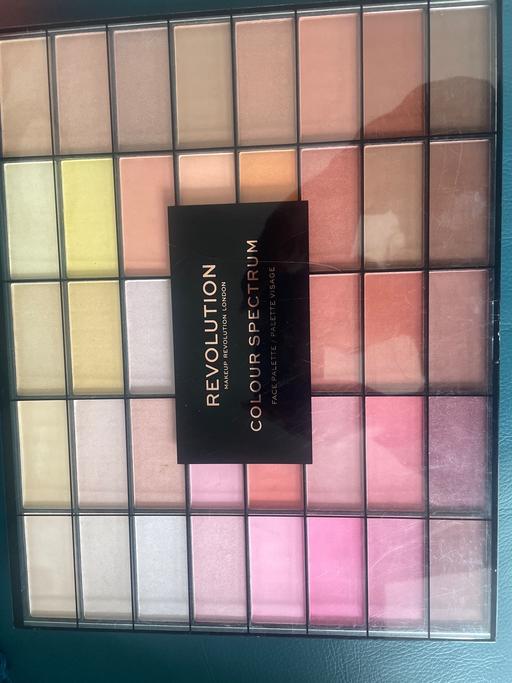 REVOLUTION
MAKEUP REVOLUTION LONDON
COLOUR SPECTRUM
FACE PALETTE / PALETTE VISAGE